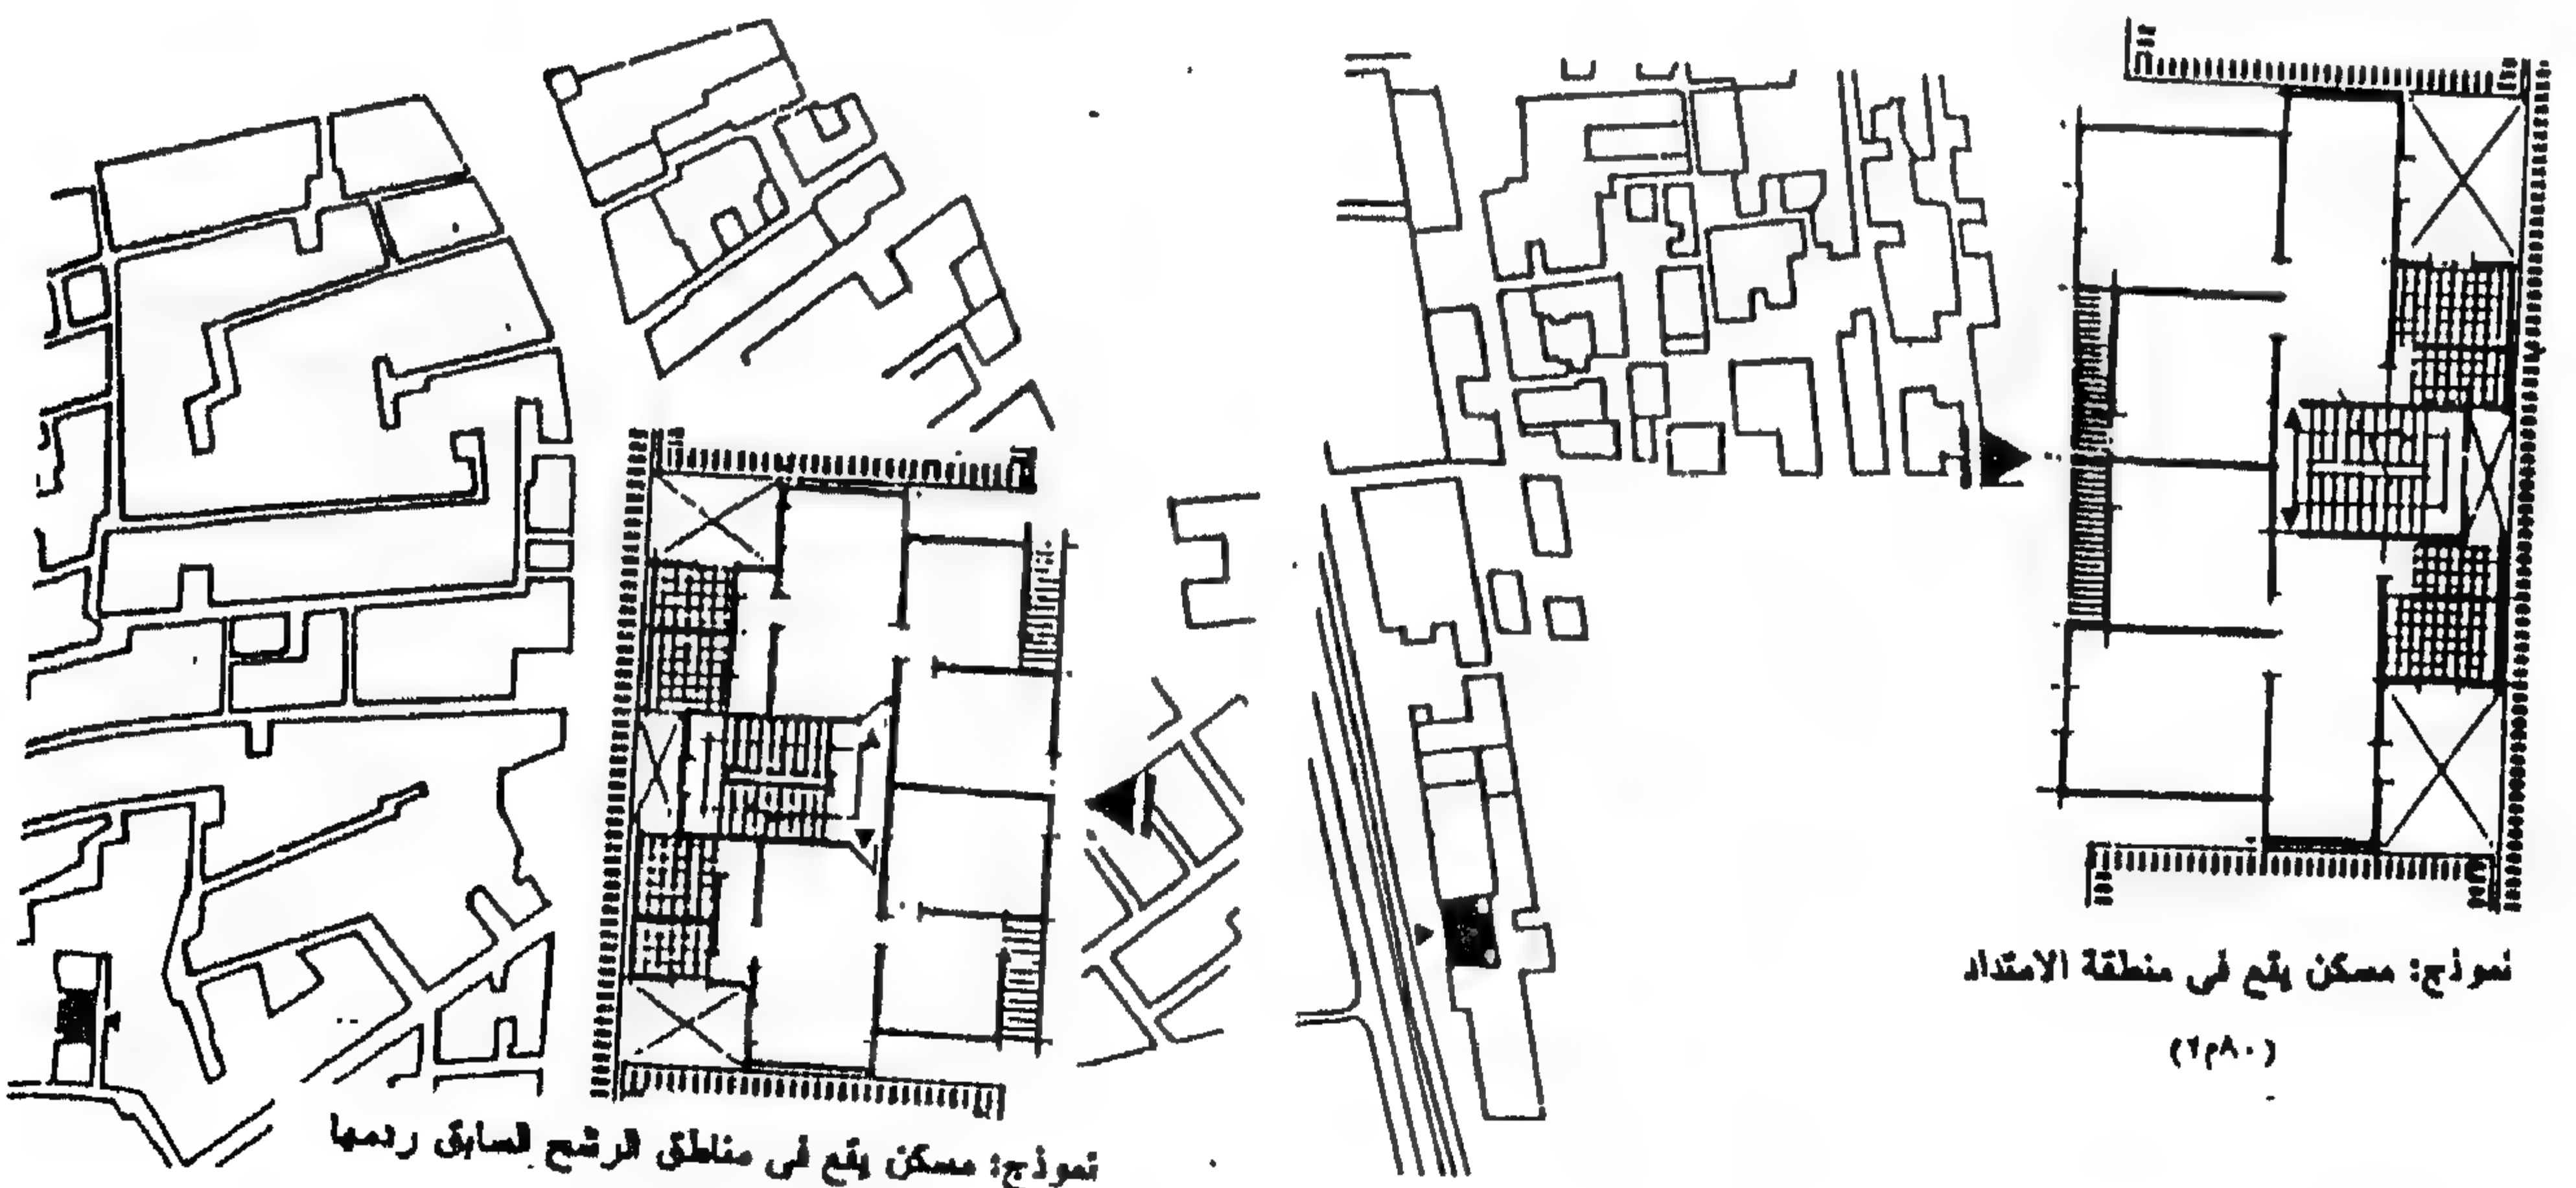 نموذج: مسكن يقع فى منطقة الامتداد
(٨٠م٢)
نموذج: مسكن يقع فى مناطق الرشح السابق ردمها